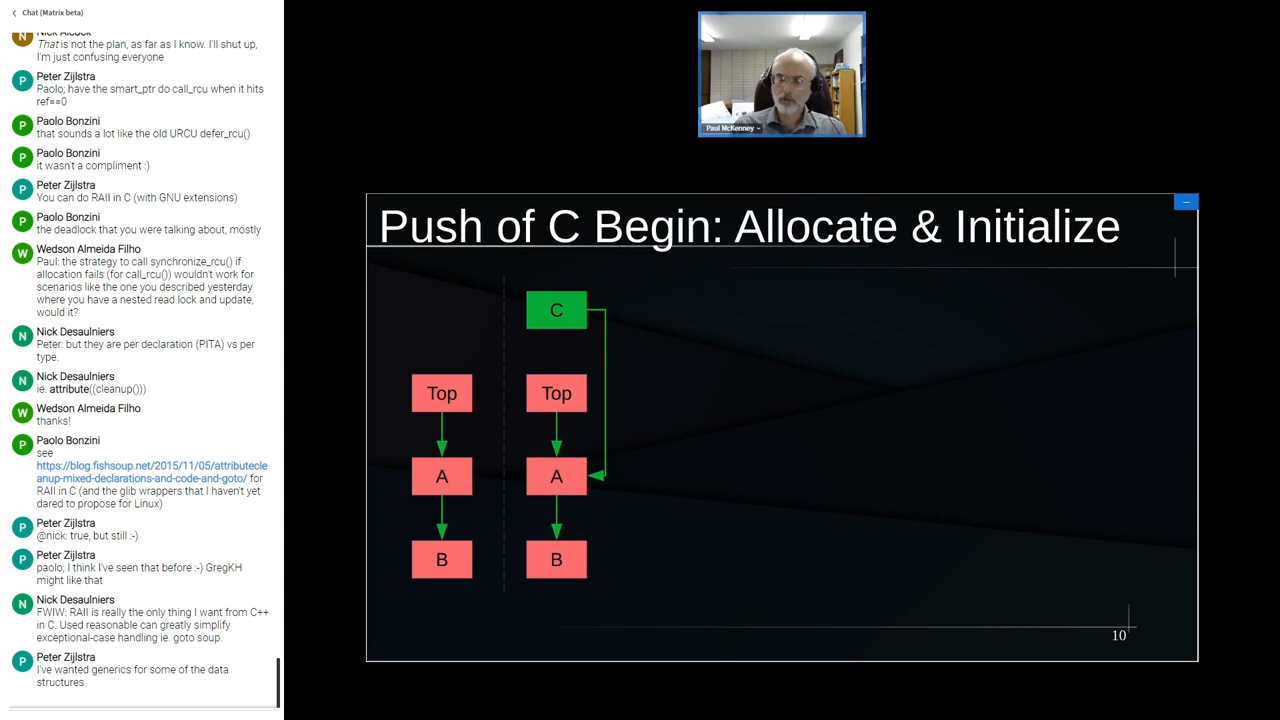 Chat (Matrix beta)
Nick Alcock
That is not the plan, as far as I know. I'll shut up,
I'm just confusing everyone
Peter Zijlstra
Paolo; have the smart_ptr do call_rcu when it hits
ref==0
Paolo Bonzini
that sounds a lot like the old URCU defer_rcu()
Paolo Bonzini
it wasn't a compliment :)
Peter Zijlstra
You can do RAII in C (with GNU extensions)
Paolo Bonzini
the deadlock that you were talking about, mostly
Wedson Almeida Filho
Paul: the strategy to call synchronize_rcu() if
allocation fails (for call_rcu()) wouldn't work for
scenarios like the one you described yesterday
where you have a nested read lock and update,
would it?
Nick Desaulniers
Peter: but they are per declaration (PITA) vs per
type.
Nick Desaulniers
ie. attribute((cleanup()))
Wedson Almeida Filho
thanks!
Paolo Bonzini
see
https://blog.fishsoup.net/2015/11/05/attributecle
anup-mixed-declarations-and-code-and-goto/ for
RAII in C (and the glib wrappers that I haven't yet
dared to propose for Linux)
Peter Zijlstra
@nick: true, but still :-)
Peter Zijlstra
paolo; I think I've seen that before :-) GregKH
might like that
Nick Desaulniers
FWIW: RAII is really the only thing I want from C++
in C. Used reasonable can greatly simplify
exceptional-case handling ie. goto soup.
Peter Zijlstra
I've wanted generics for some of the data
structures
N
P
P
P
P
P
W
N
N
W
P
P
P
N
P
Paul McKenney
Push of C Begin: Allocate & Initialize
C
Top
Top
A
A
B
B
10